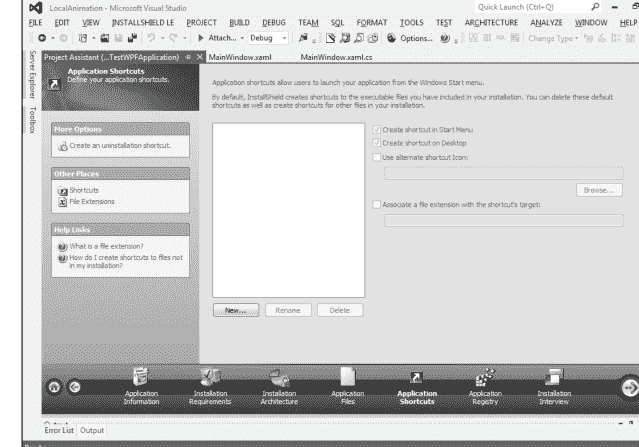 LocalAnimation - Microsoft Visual Studio
Quick Launch (Ctrl+Q)
FILE EDIT VIEW INSTALLSHIELD LE PROJECT BUILD DEBUG TEAM SQL FORMAT TOOLS TEST ARCHITECTURE ANALYZE WINDOW HELP
Attach... Debug Options... Change Type
Server Explorer
Toolbox
Project Assistant (...TestWPFApplication) MainWindow.xaml MainWindow.xaml.cs
Application Shortcuts
Define your application shortcuts.
Application shortcuts allow users to launch your application from the Windows Start menu.
By default, InstallShield creates shortcuts to the executable files you have included in your installation. You can delete these default
shortcuts as well as create shortcuts for other files in your installation.
More Options
Create an uninstallation shortcut.
Other Places
Shortcuts
File Extensions
Help Links
What is a file extension?
How do I create shortcuts to files not
in my installation?
Create shortcut in Start Menu
Create shortcut on Desktop
Use alternate shortcut Icon:
Browse...
Associate a file extension with the shortcut's target:
New... Rename Delete
Application Information
Installation Requirements
Installation Architecture
Application Files
Application Shortcuts
Application Registry
Installation Interview
Output
Error List Output